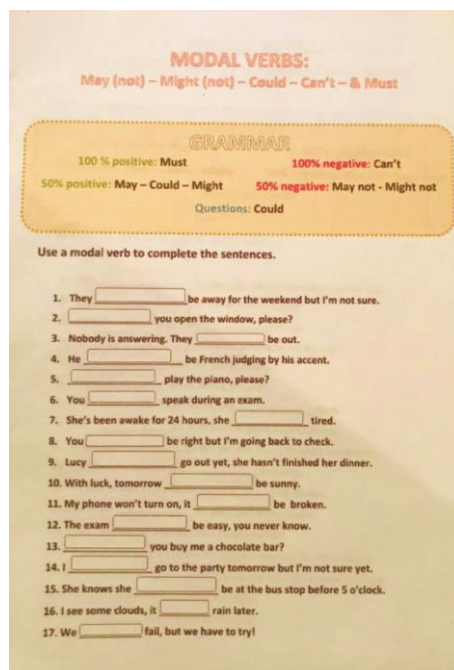 MODAL VERBS:
May (not) – Might (not) – Could – Can't – & Must
GRAMMAR
100 % positive: Must 100% negative: Can't
50% positive: May – Could – Might 50% negative: May not - Might not
Questions: Could
Use a modal verb to complete the sentences.
1. They be away for the weekend but I'm not sure.
2. you open the window, please?
3. Nobody is answering. They be out.
4. He be French judging by his accent.
5. play the piano, please?
6. You speak during an exam.
7. She's been awake for 24 hours, she tired.
8. You be right but I'm going back to check.
9. Lucy go out yet, she hasn't finished her dinner.
10. With luck, tomorrow be sunny.
11. My phone won't turn on, it be broken.
12. The exam be easy, you never know.
13. you buy me a chocolate bar?
14. I go to the party tomorrow but I'm not sure yet.
15. She knows she be at the bus stop before 5 o'clock.
16. I see some clouds, it rain later.
17. We fail, but we have to try!